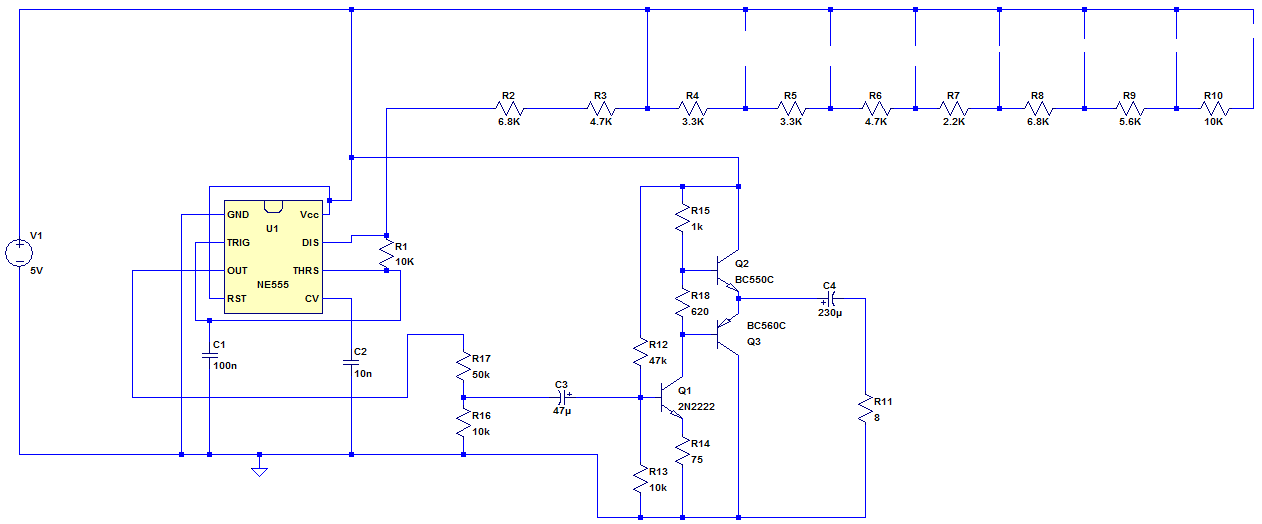 R2
R3
R4
R5
R6
R7
R8
R9
R10
6.8K
4.7K
3.3K
3.3K
4.7K
2.2K
6.8K
5.6K
10K
V1
5V
GND
Vcc
U1
TRIG
DIS
OUT
THRS
NE555
RST
CV
R1
10K
C1
100n
C2
10n
R17
50k
R16
10k
C3
47µ
R15
1k
R18
620
R12
47k
Q1
2N2222
R14
75
R13
10k
Q2
BC550C
BC560C
Q3
C4
230µ
R11
8